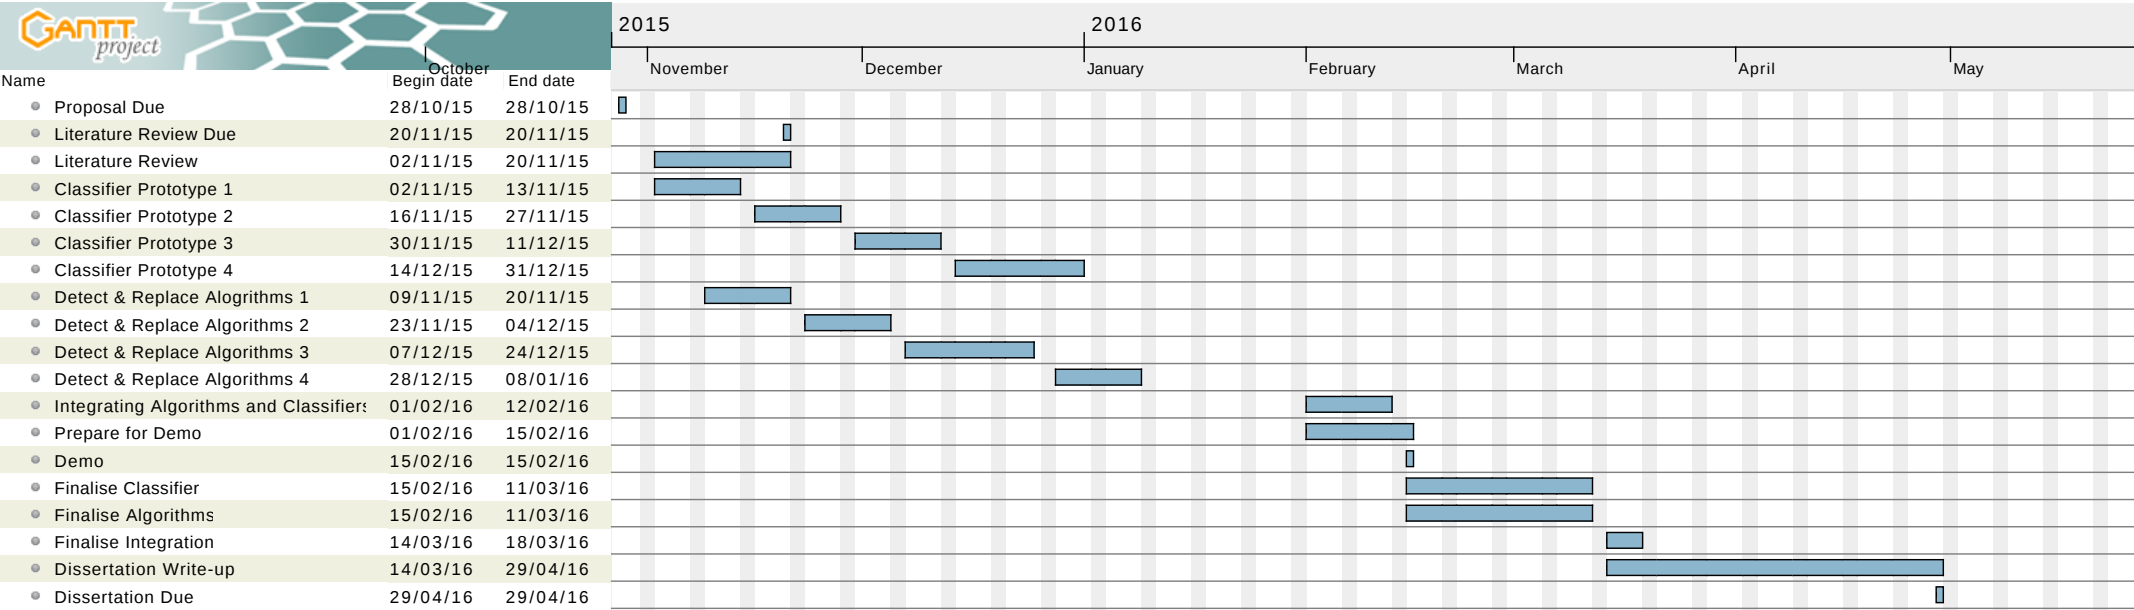 GANTT
project
2015 2016
October November December January February March April May
Name Begin date End date
Proposal Due 28/10/15 28/10/15
Literature Review Due 20/11/15 20/11/15
Literature Review 02/11/15 20/11/15
Classifier Prototype 1 02/11/15 13/11/15
Classifier Prototype 2 16/11/15 27/11/15
Classifier Prototype 3 30/11/15 11/12/15
Classifier Prototype 4 14/12/15 31/12/15
Detect & Replace Alogrithms 1 09/11/15 20/11/15
Detect & Replace Algorithms 2 23/11/15 04/12/15
Detect & Replace Algorithms 3 07/12/15 24/12/15
Detect & Replace Algorithms 4 28/12/15 08/01/16
Integrating Algorithms and Classifiers 01/02/16 12/02/16
Prepare for Demo 01/02/16 15/02/16
Demo 15/02/16 15/02/16
Finalise Classifier 15/02/16 11/03/16
Finalise Algorithms 15/02/16 11/03/16
Finalise Integration 14/03/16 18/03/16
Dissertation Write-up 14/03/16 29/04/16
Dissertation Due 29/04/16 29/04/16